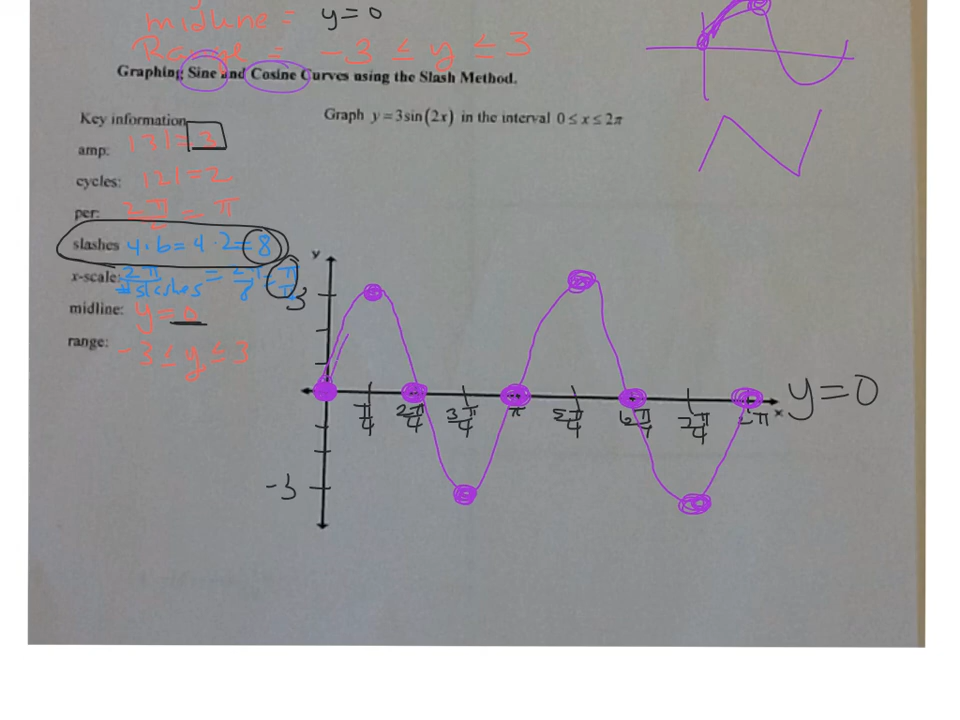 midline = y = 0
Range = -3 ≤ y ≤ 3
Graphing Sine and Cosine Curves using the Slash Method.
Key information
Graph y = 3sin(2x) in the interval 0 ≤ x ≤ 2π
amp: |3| = 3
cycles: |2| = 2
per: 2π/2 = π
slashes 4·b = 4·2 = 8
x-scale: 2π/#slashes = 2π/8 = π/4
midline: y = 0
range: -3 ≤ y ≤ 3
y
3
y=0
π/4 2π/4 3π/4 π 5π/4 6π/4 7π/4 2π x
-3